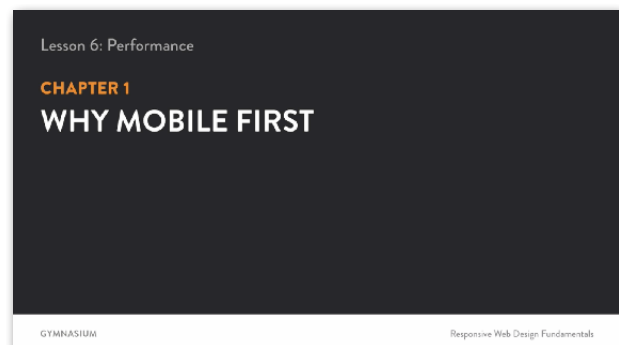 Lesson 6: Performance
CHAPTER 1
WHY MOBILE FIRST
GYMNASIUM
Responsive Web Design Fundamentals